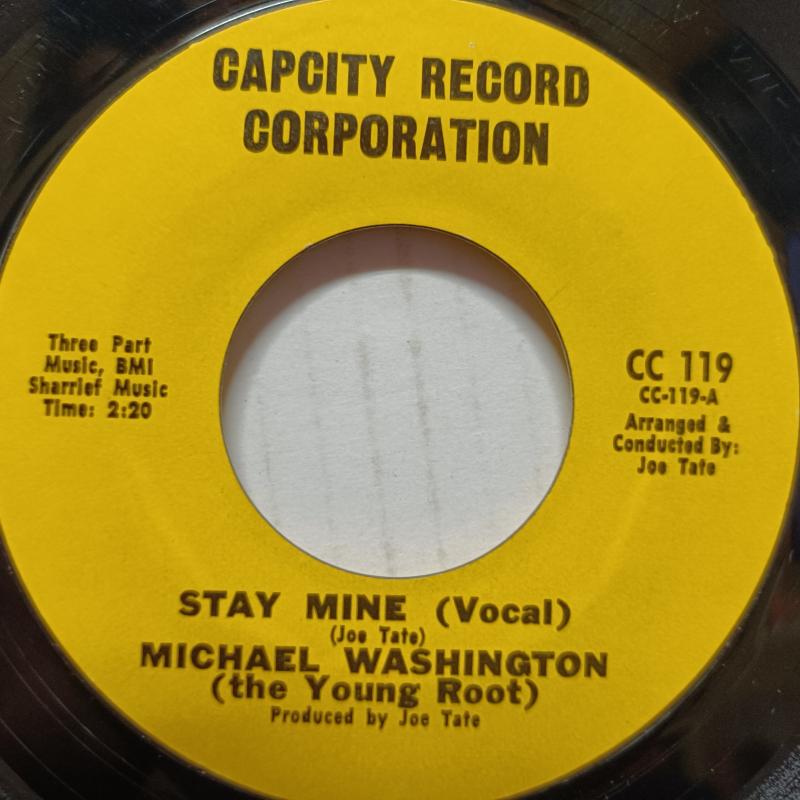 CAPCITY RECORD
CORPORATION
Three Part
Music, BMI
Sharrief Music
Time: 2:20
CC 119
CC-119-A
Arranged &
Conducted By:
Joe Tate
STAY MINE (Vocal)
(Joe Tate)
MICHAEL WASHINGTON
(the Young Root)
Produced by Joe Tate